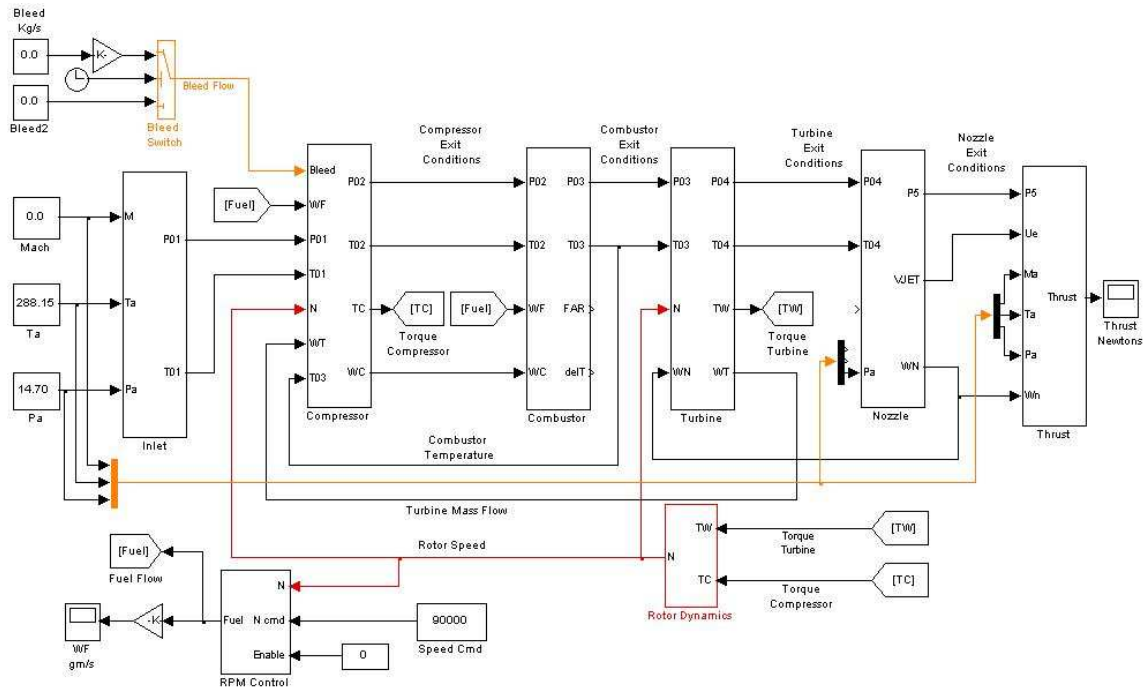 Bleed
Kg/s
0.0
K-
0.0
Bleed2
Bleed Flow
Bleed
Switch
Compressor
Exit
Conditions
Combustor
Exit
Conditions
Turbine
Exit
Conditions
Nozzle
Exit
Conditions
0.0
Mach
288.15
Ta
14.70
Pa
M
Ta
Pa
P01
T01
Inlet
[Fuel]
Bleed
WF
P01
T01
N
WT
T03
P02
T02
TC
WC
Compressor
[TC]
Torque
Compressor
[Fuel]
P02
T02
WF
WC
P03
T03
FAR
delT
Combustor
P03
T03
N
WN
P04
T04
TW
WT
Turbine
[TW]
Torque
Turbine
P04
T04
Pa
P5
VJET
WN
Nozzle
P5
Ue
Ma
Ta
Pa
Wn
Thrust
Thrust
Thrust
Newtons
Combustor
Temperature
Turbine Mass Flow
Rotor Speed
[Fuel]
Fuel Flow
WF
gm/s
-K-
Fuel
N
N cmd
Enable
RPM Control
90000
Speed Cmd
0
N
TW
TC
Rotor Dynamics
Torque
Turbine
[TW]
Torque
Compressor
[TC]